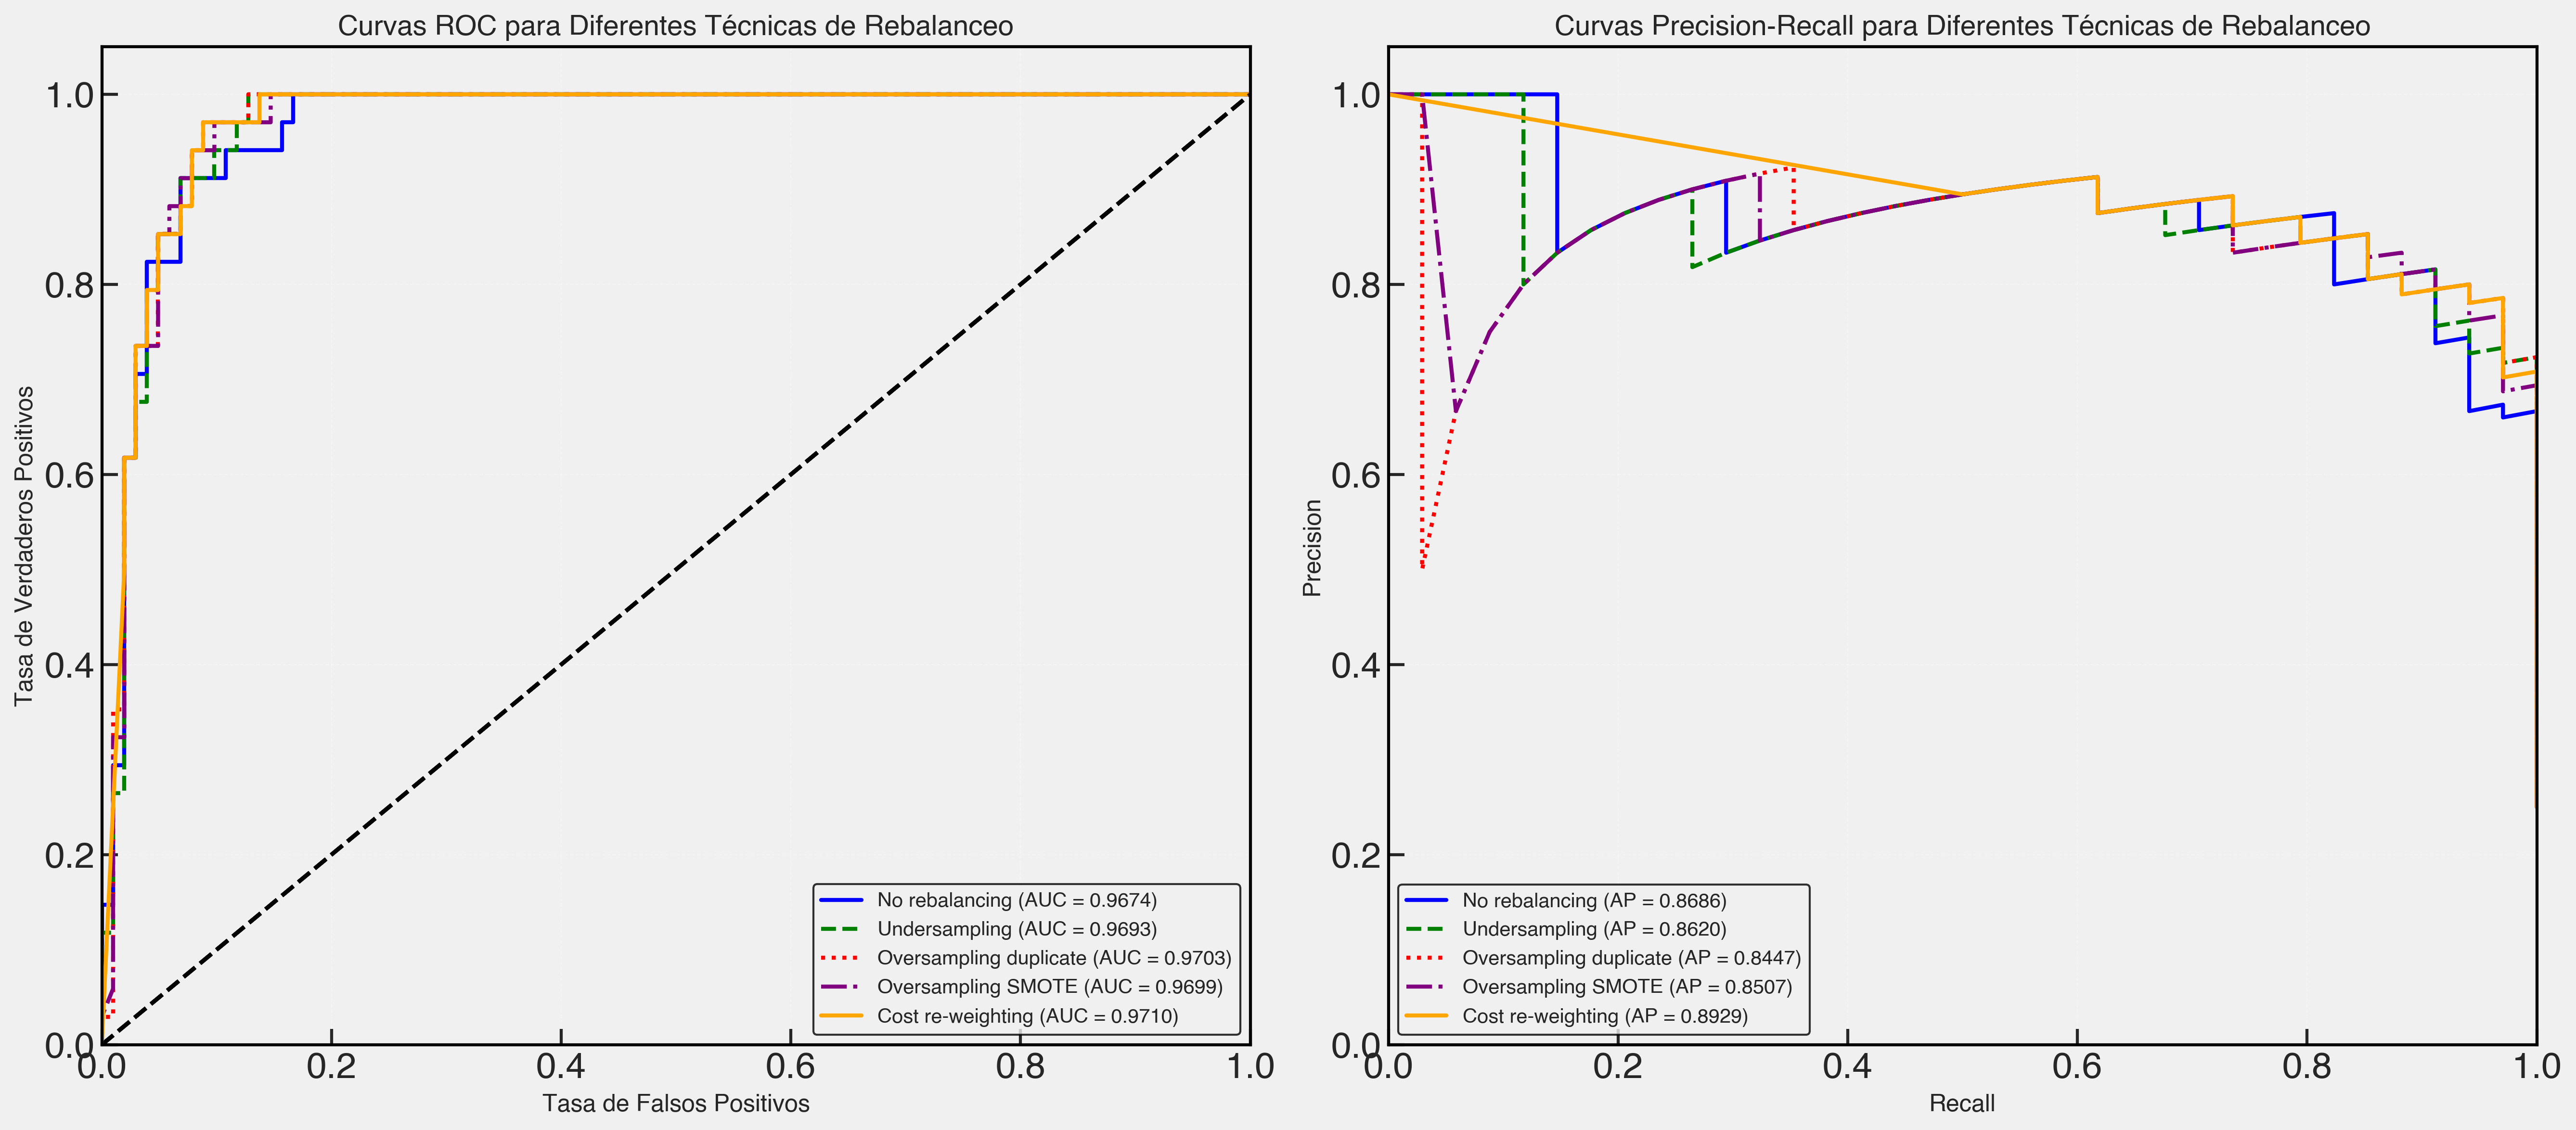 Curvas ROC para Diferentes Técnicas de Rebalanceo
Tasa de Verdaderos Positivos
1.0
0.8
0.6
0.4
0.2
0.0
0.0 0.2 0.4 0.6 0.8 1.0
Tasa de Falsos Positivos
No rebalancing (AUC = 0.9674)
Undersampling (AUC = 0.9693)
Oversampling duplicate (AUC = 0.9703)
Oversampling SMOTE (AUC = 0.9699)
Cost re-weighting (AUC = 0.9710)
Curvas Precision-Recall para Diferentes Técnicas de Rebalanceo
Precision
1.0
0.8
0.6
0.4
0.2
0.0
0.0 0.2 0.4 0.6 0.8 1.0
Recall
No rebalancing (AP = 0.8686)
Undersampling (AP = 0.8620)
Oversampling duplicate (AP = 0.8447)
Oversampling SMOTE (AP = 0.8507)
Cost re-weighting (AP = 0.8929)